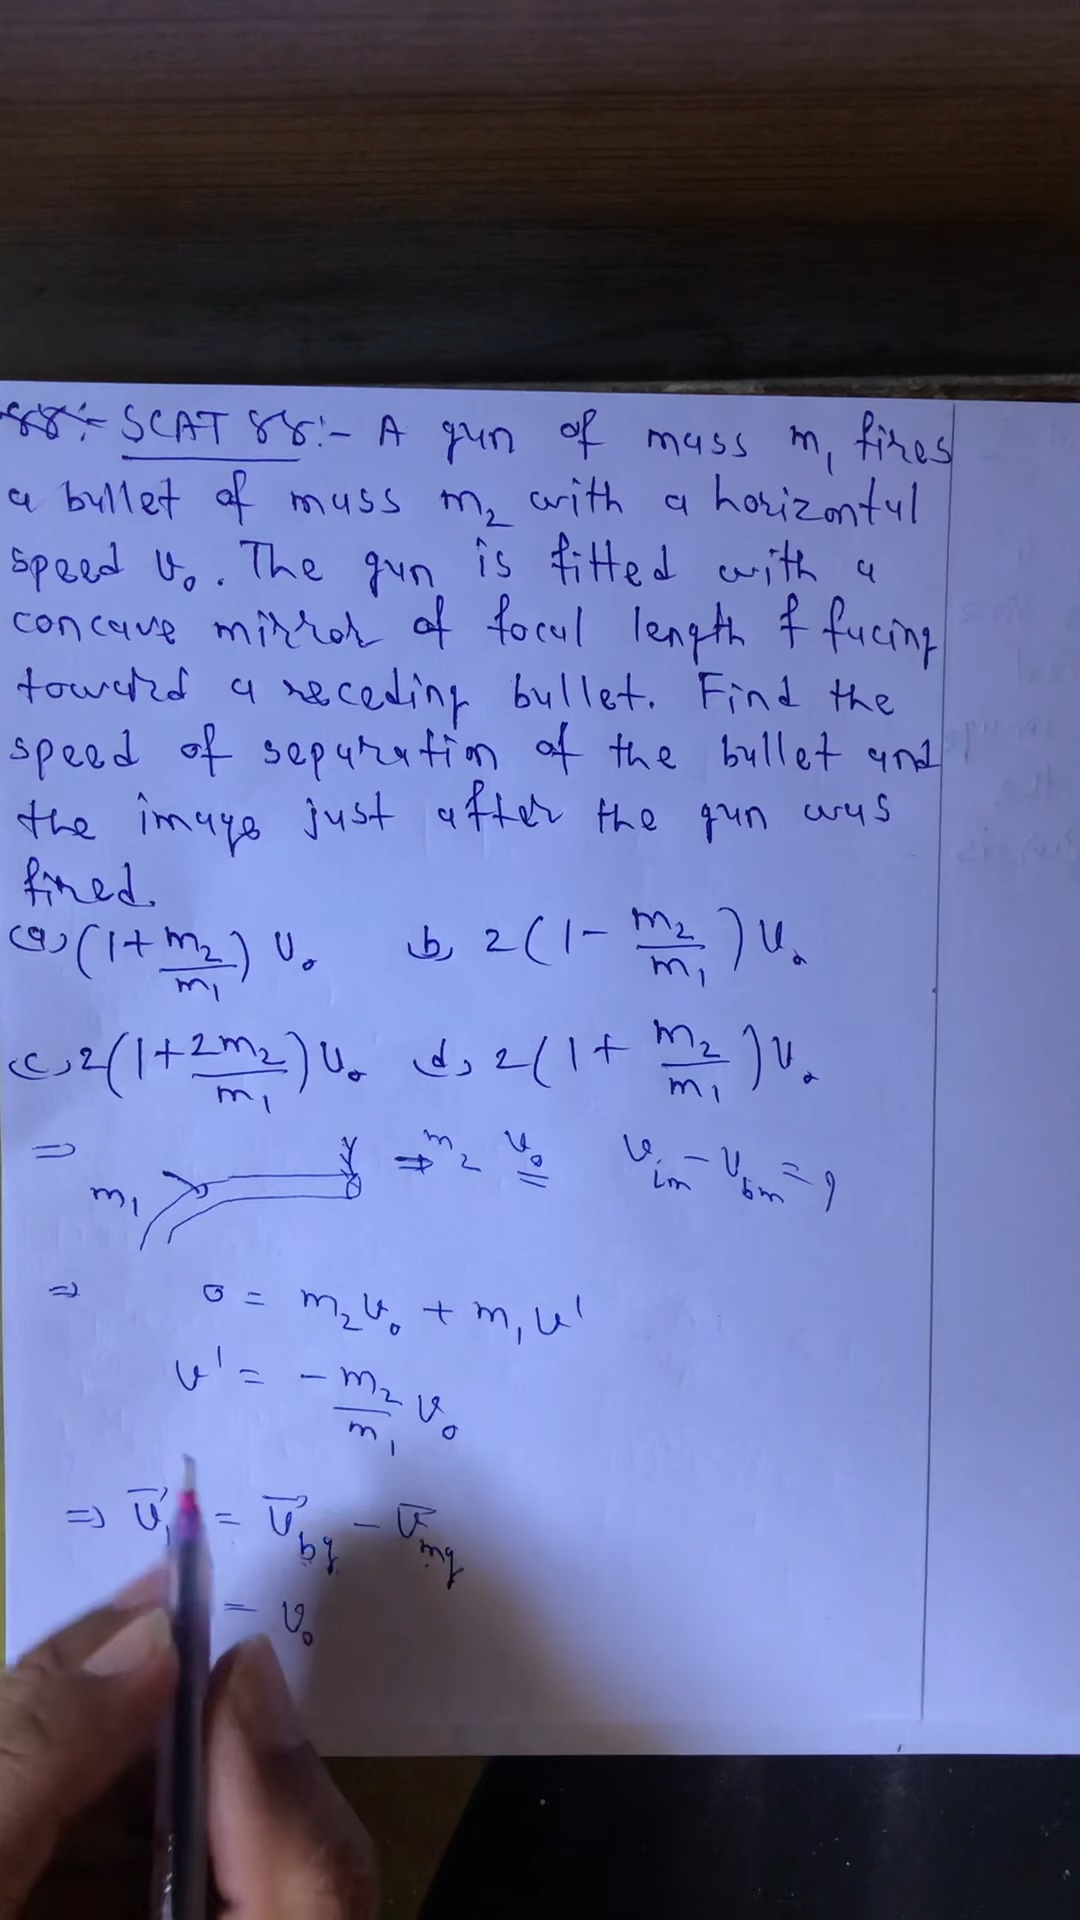 SCAT 88:- A gun of mass m₁ fires
a bullet of mass m₂ with a horizontal
speed v₀. The gun is fitted with a
concave mirror of focal length f facing
toward a receding bullet. Find the
speed of separation of the bullet and
the image just after the gun was
fired.
(a) (1+m₂/m₁) v₀ b, 2(1-m₂/m₁) v₀
(c, 2(1+2m₂/m₁) v₀ d, 2(1+m₂/m₁) v₀
⇒ m₁ → m₂ v₀ v_im - v_bm = ?
⇒ 0 = m₂v₀ + m₁v'
v' = -m₂/m₁ v₀
⇒ = v_bg - v_mg
= v₀